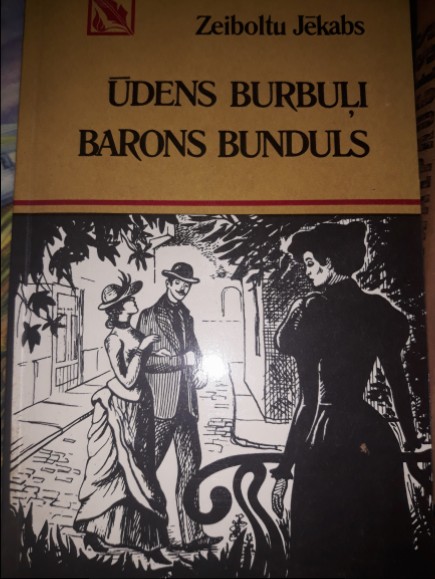 Zeiboltu Jēkabs
ŪDENS BURBUĻI
BARONS BUNDULS